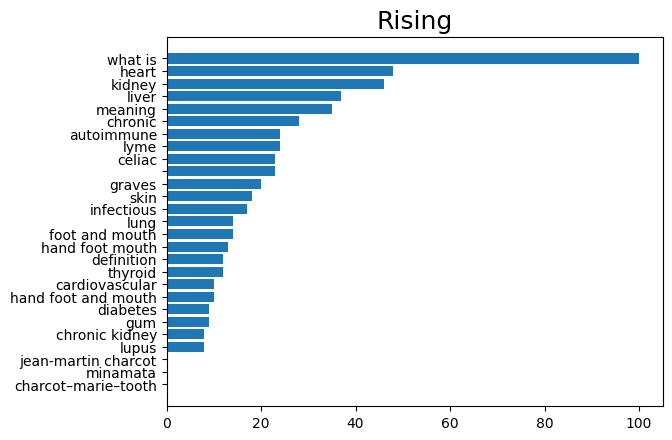 Rising
what is
heart
kidney
liver
meaning
chronic
autoimmune
lyme
celiac
graves
skin
infectious
lung
foot and mouth
hand foot mouth
definition
thyroid
cardiovascular
hand foot and mouth
diabetes
gum
chronic kidney
lupus
jean-martin charcot
minamata
charcot–marie–tooth
0 20 40 60 80 100